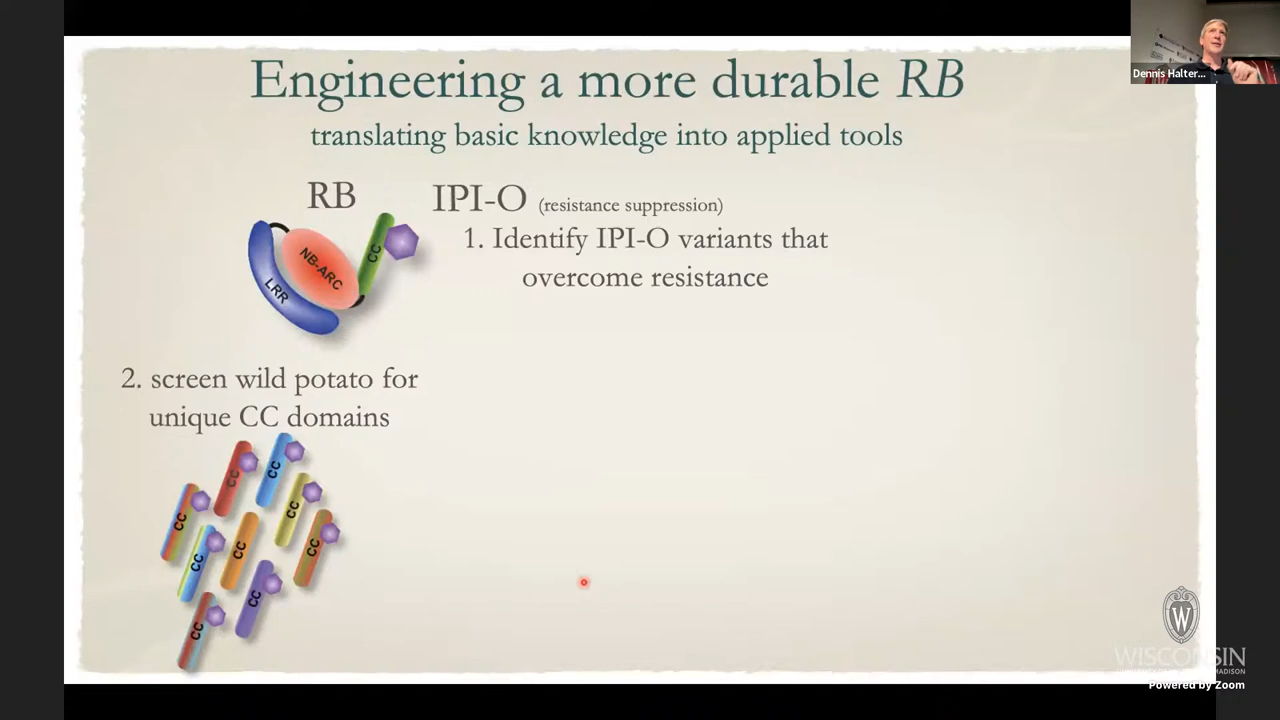 Engineering a more durable RB
translating basic knowledge into applied tools
Dennis Halter...
RB
IPI-O (resistance suppression)
1. Identify IPI-O variants that
overcome resistance
CC
NB-ARC
LRR
2. screen wild potato for
unique CC domains
CC
CC
CC
CC
CC
CC
CC
CC
CC
W
WISCONSIN
MADISON
Powered by Zoom